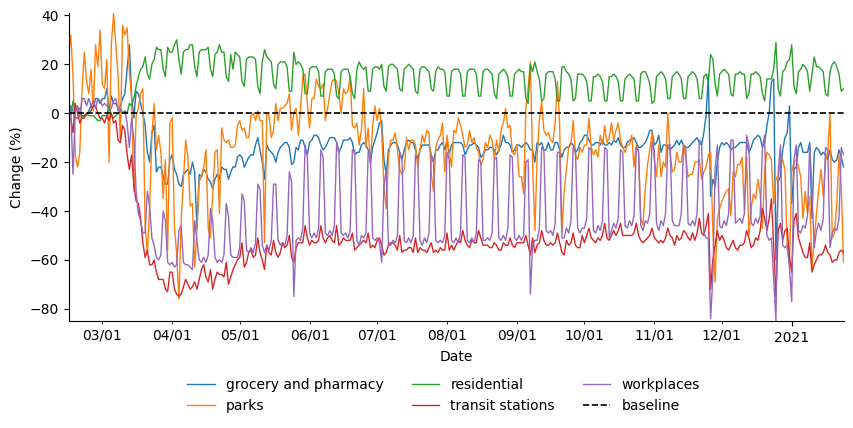 40
20
0
−20
−40
−60
−80
Change (%)
03/01 04/01 05/01 06/01 07/01 08/01 09/01 10/01 11/01 12/01 2021
Date
grocery and pharmacy residential workplaces
parks transit stations baseline